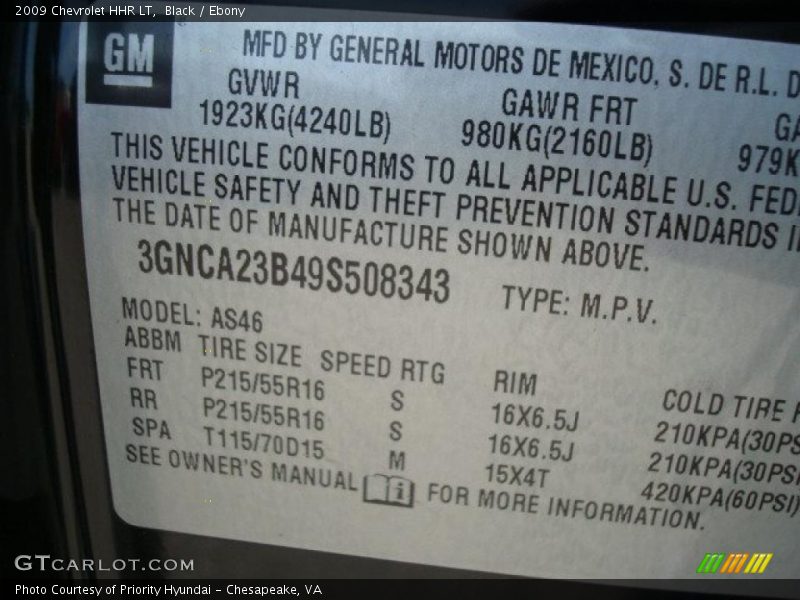 2009 Chevrolet HHR LT, Black / Ebony
GM
MFD BY GENERAL MOTORS DE MEXICO, S. DE R.L. D
GVWR GAWR FRT GA
1923KG(4240LB) 980KG(2160LB) 979K
THIS VEHICLE CONFORMS TO ALL APPLICABLE U.S. FED
VEHICLE SAFETY AND THEFT PREVENTION STANDARDS I
THE DATE OF MANUFACTURE SHOWN ABOVE.
3GNCA23B49S508343 TYPE: M.P.V.
MODEL: AS46
ABBM TIRE SIZE SPEED RTG RIM COLD TIRE P
FRT P215/55R16 S 16X6.5J 210KPA(30PS
RR P215/55R16 S 16X6.5J 210KPA(30PSI
SPA T115/70D15 M 15X4T 420KPA(60PSI)
SEE OWNER'S MANUAL i FOR MORE INFORMATION.
GTCARLOT.COM
Photo Courtesy of Priority Hyundai - Chesapeake, VA